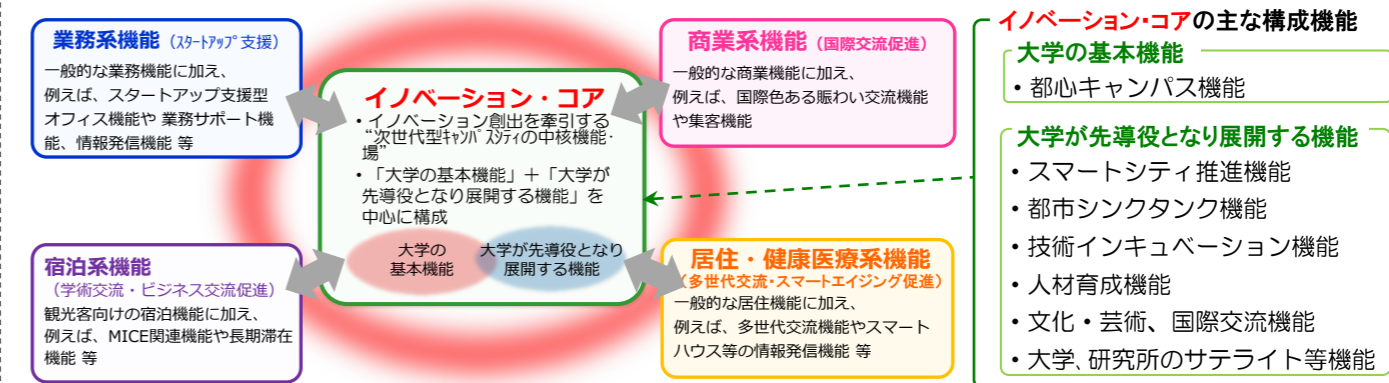 業務系機能（ｽﾀｰﾄｱｯﾌﾟ支援）
一般的な業務機能に加え、
例えば、スタートアップ支援型
オフィス機能や 業務サポート機
能、情報発信機能 等
商業系機能（国際交流促進）
一般的な商業機能に加え、
例えば、国際色ある賑わい交流機能
や集客機能
イノベーション・コア
・イノベーション創出を牽引する
“次世代型ｷｬﾝﾊﾟｽｼﾃｨの中核機能・
場”
・「大学の基本機能」＋「大学が
先導役となり展開する機能」を
中心に構成
大学の
基本機能
大学が先導役となり
展開する機能
宿泊系機能
（学術交流・ビジネス交流促進）
観光客向けの宿泊機能に加え、
例えば、MICE関連機能や長期滞在
機能 等
居住・健康医療系機能
（多世代交流・スマートエイジング促進）
一般的な居住機能に加え、
例えば、多世代交流機能やスマート
ハウス等の情報発信機能 等
イノベーション・コアの主な構成機能
大学の基本機能
・都心キャンパス機能
大学が先導役となり展開する機能
・スマートシティ推進機能
・都市シンクタンク機能
・技術インキュベーション機能
・人材育成機能
・文化・芸術、国際交流機能
・大学、研究所のサテライト等機能